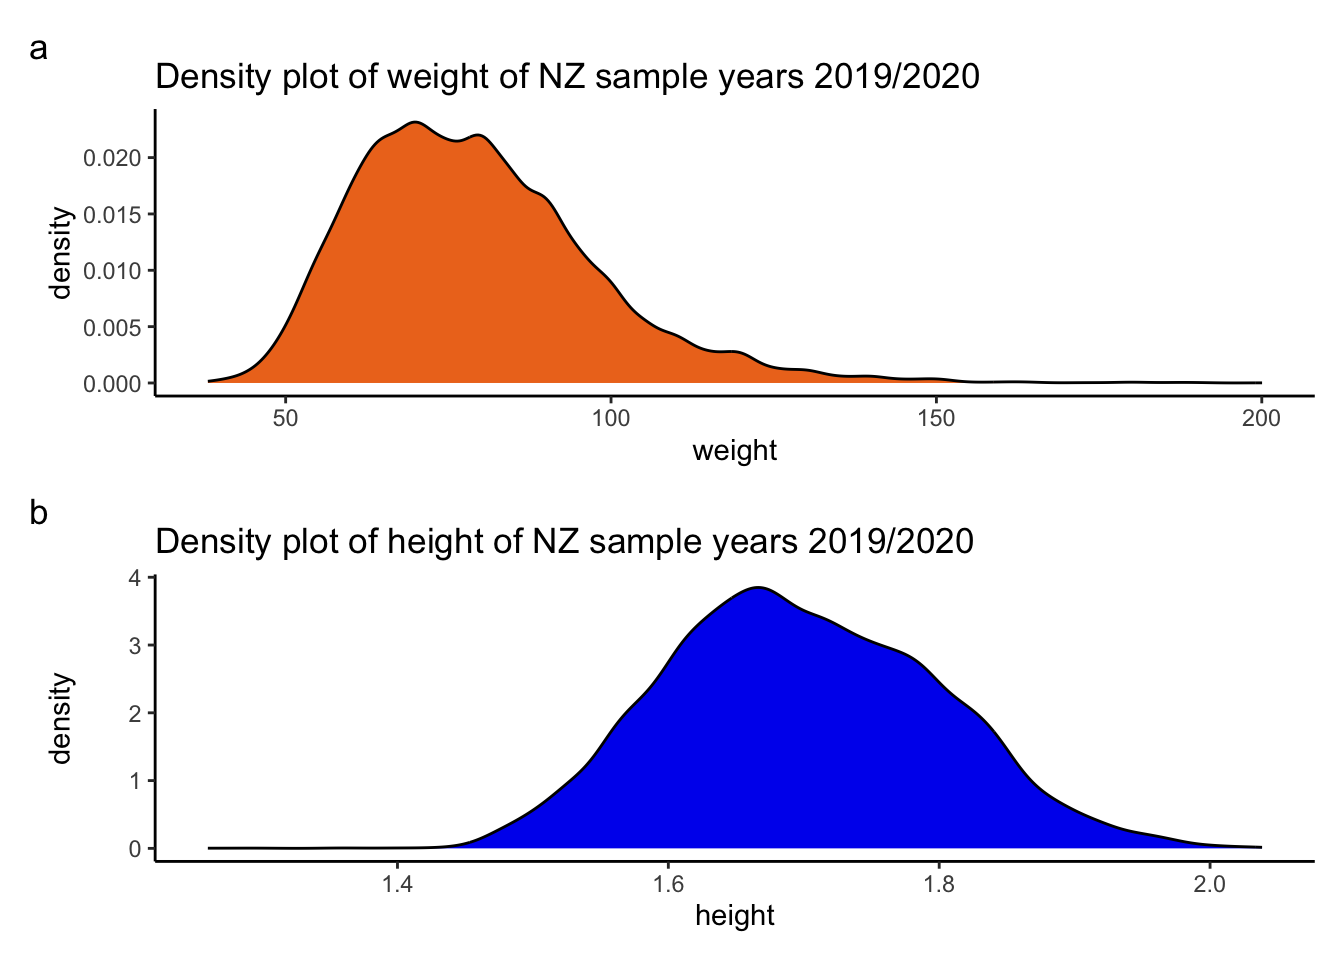 a
Density plot of weight of NZ sample years 2019/2020
density
0.020
0.015
0.010
0.005
0.000
50 100 150 200
weight
b
Density plot of height of NZ sample years 2019/2020
density
4
3
2
1
0
1.4 1.6 1.8 2.0
height